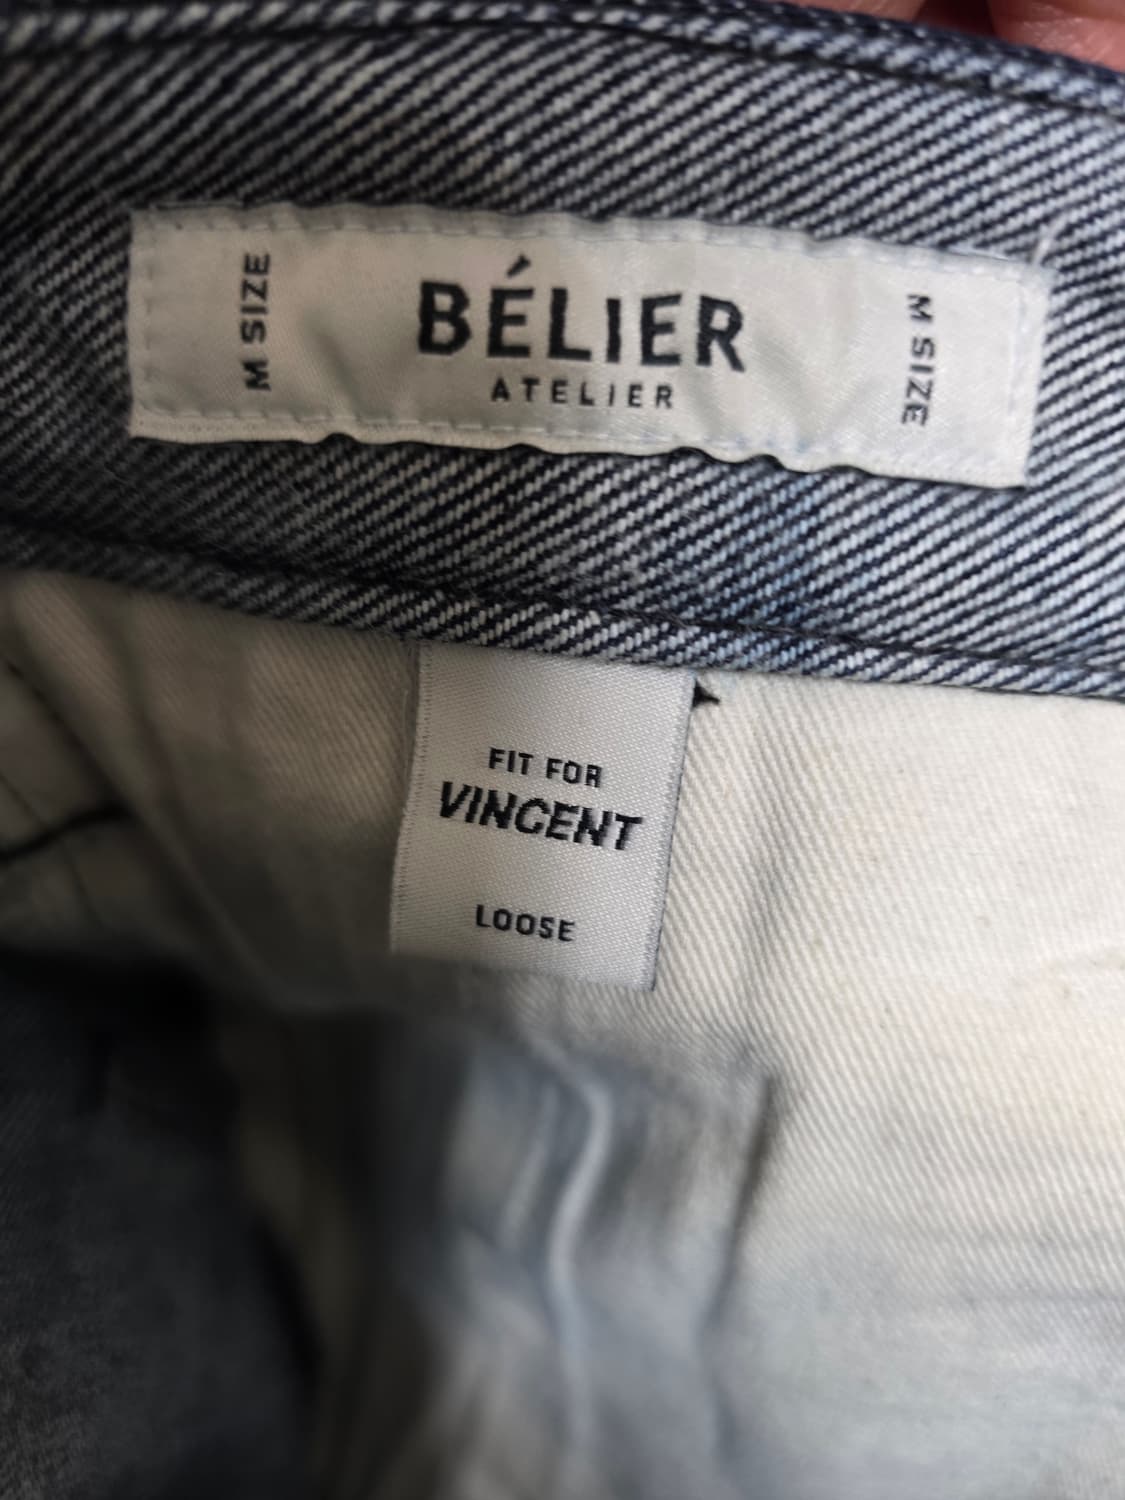 M SIZE
BÉLIER
ATELIER
M SIZE
FIT FOR
VINCENT
LOOSE